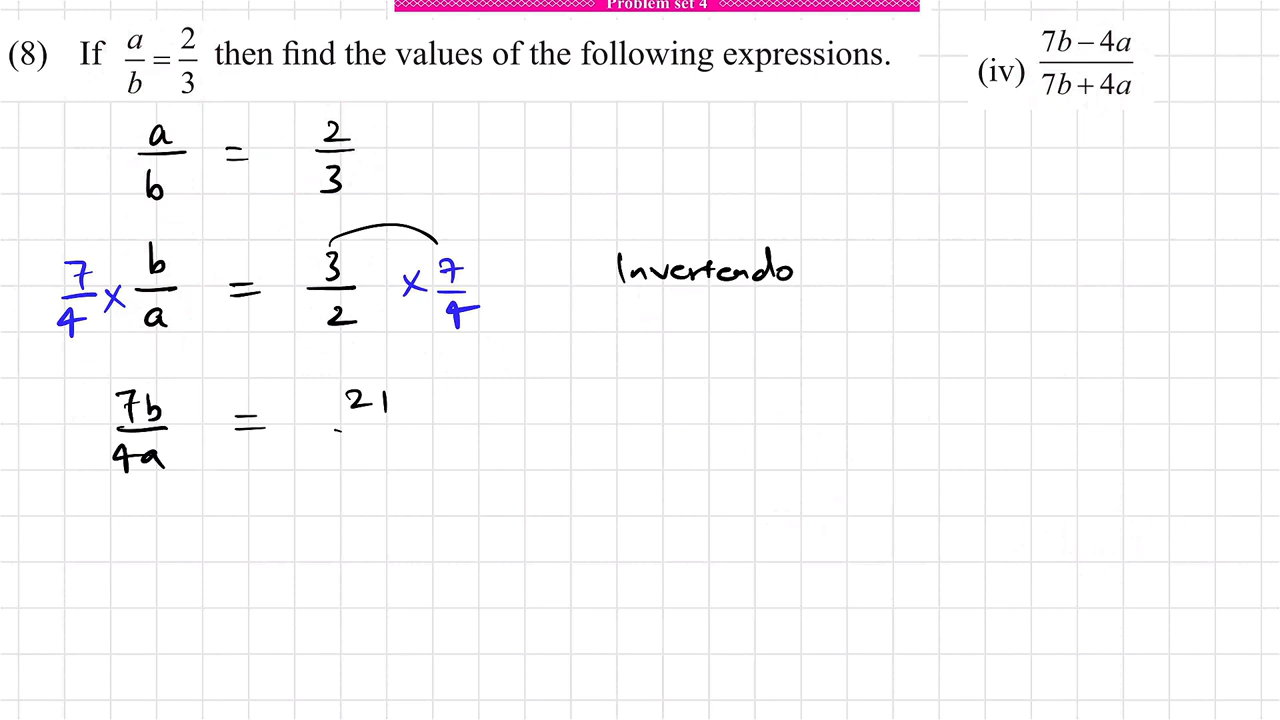 Problem set 4
(8) If a/b = 2/3 then find the values of the following expressions. (iv) 7b − 4a / 7b + 4a
a/b = 2/3
7/4 × b/a = 3/2 × 7/4 Invertendo
7b/4a = 21